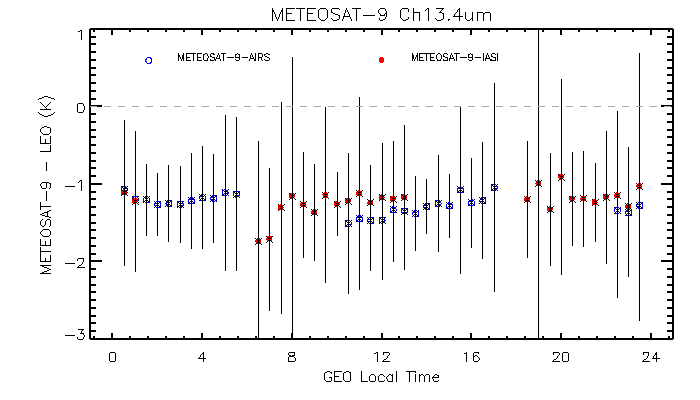 METEOSAT-9 Ch13.4um
METEOSAT-9-AIRS METEOSAT-9-IASI
METEOSAT-9 - LEO (K)
1
0
-1
-2
-3
0 4 8 12 16 20 24
GEO Local Time